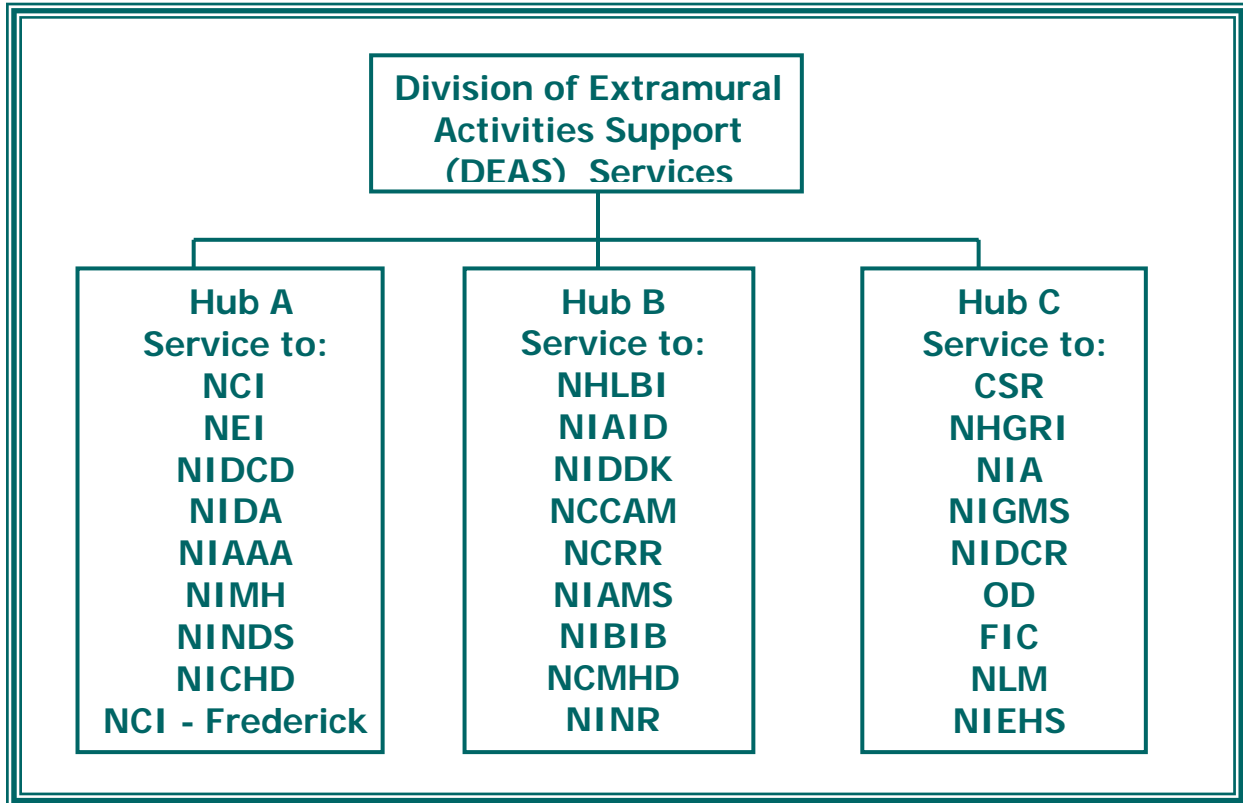 Division of Extramural
Activities Support
(DEAS) Services
Hub A
Service to:
NCI
NEI
NIDCD
NIDA
NIAAA
NIMH
NINDS
NICHD
NCI - Frederick
Hub B
Service to:
NHLBI
NIAID
NIDDK
NCCAM
NCRR
NIAMS
NIBIB
NCMHD
NINR
Hub C
Service to:
CSR
NHGRI
NIA
NIGMS
NIDCR
OD
FIC
NLM
NIEHS